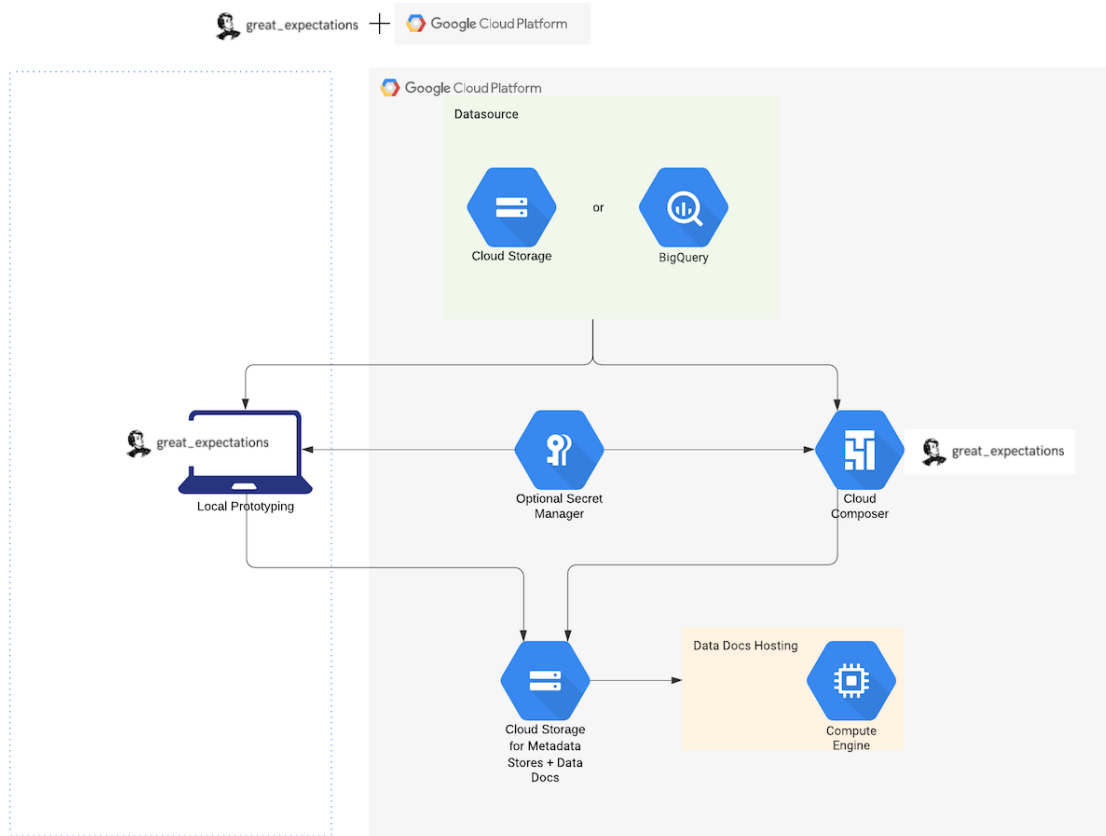 great_expectations + Google Cloud Platform
Google Cloud Platform
Datasource
Cloud Storage
or
BigQuery
great_expectations
Local Prototyping
Optional Secret
Manager
Cloud
Composer
great_expectations
Cloud Storage
for Metadata
Stores + Data
Docs
Data Docs Hosting
Compute
Engine